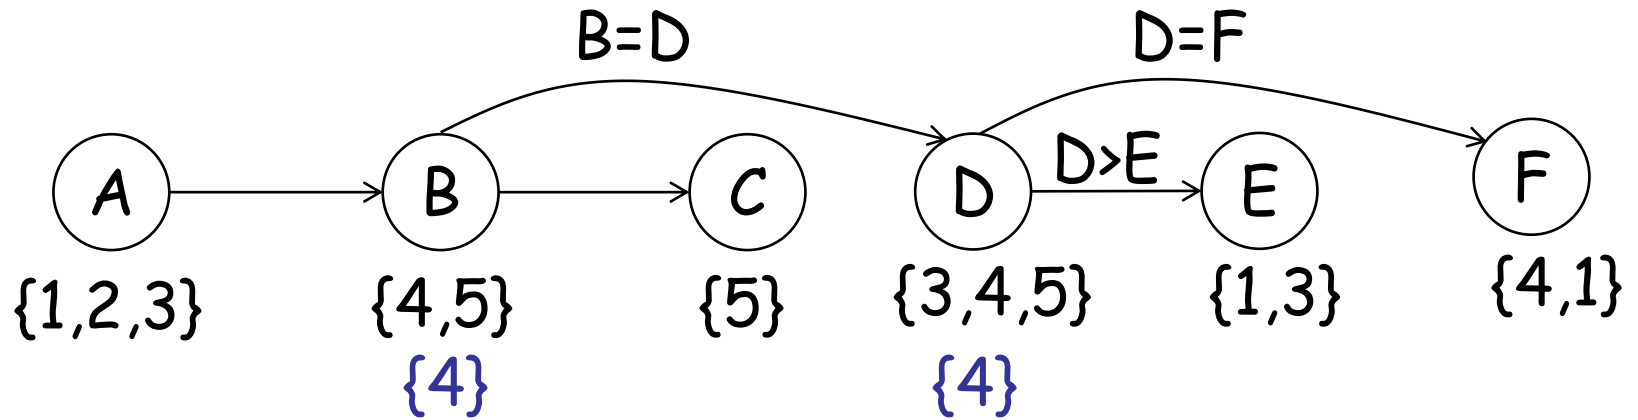 B=D
D=F
D>E
A
B
C
D
E
F
{1,2,3}
{4,5}
{5}
{3,4,5}
{1,3}
{4,1}
{4}
{4}